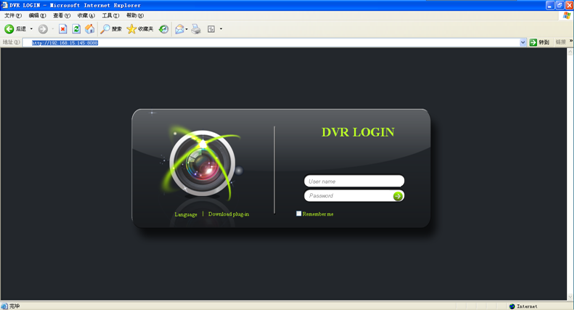 DVR LOGIN - Microsoft Internet Explorer
文件(F) 编辑(E) 查看(V) 收藏(A) 工具(T) 帮助(H)
后退 搜索 收藏夹
地址(D) 转到 链接
DVR LOGIN
User name
Password
Language | Download plug-in Remember me
完毕 Internet